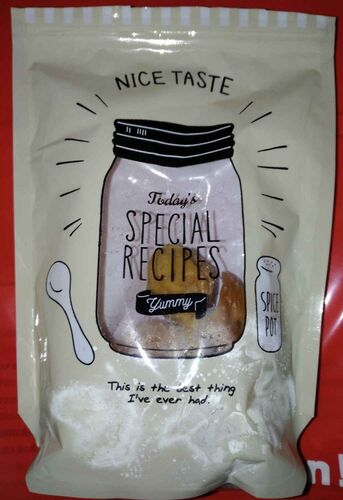 NICE TASTE
Today's
SPECIAL
RECIPES
Yummy
SPICE
POT
This is the best thing
I've ever had.
n!